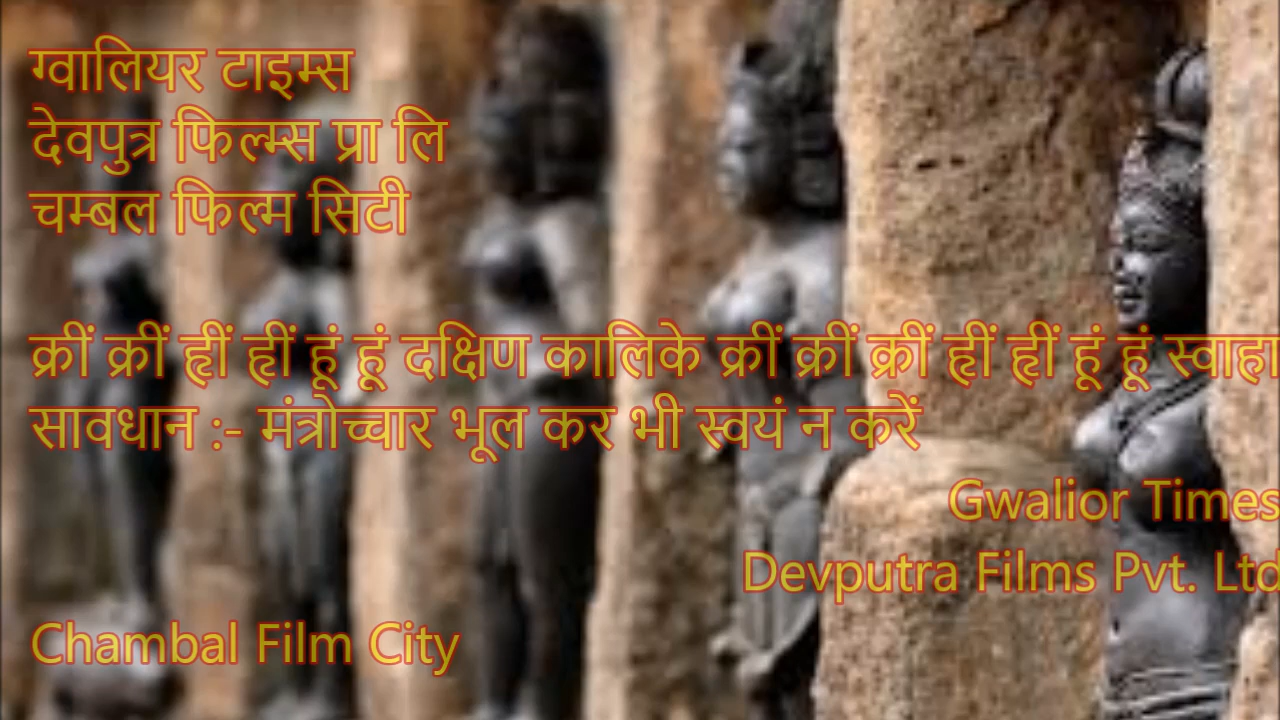 ग्वालियर टाइम्स
देवपुत्र फिल्म्स प्रा लि
चम्बल फिल्म सिटी
क्रीं क्रीं हृीं हृीं हूं हूं दक्षिण कालिके क्रीं क्रीं क्रीं हृीं हृीं हूं हूं स्वाहा
सावधान :- मंत्रोच्चार भूल कर भी स्वयं न करें
Gwalior Times
Devputra Films Pvt. Ltd
Chambal Film City